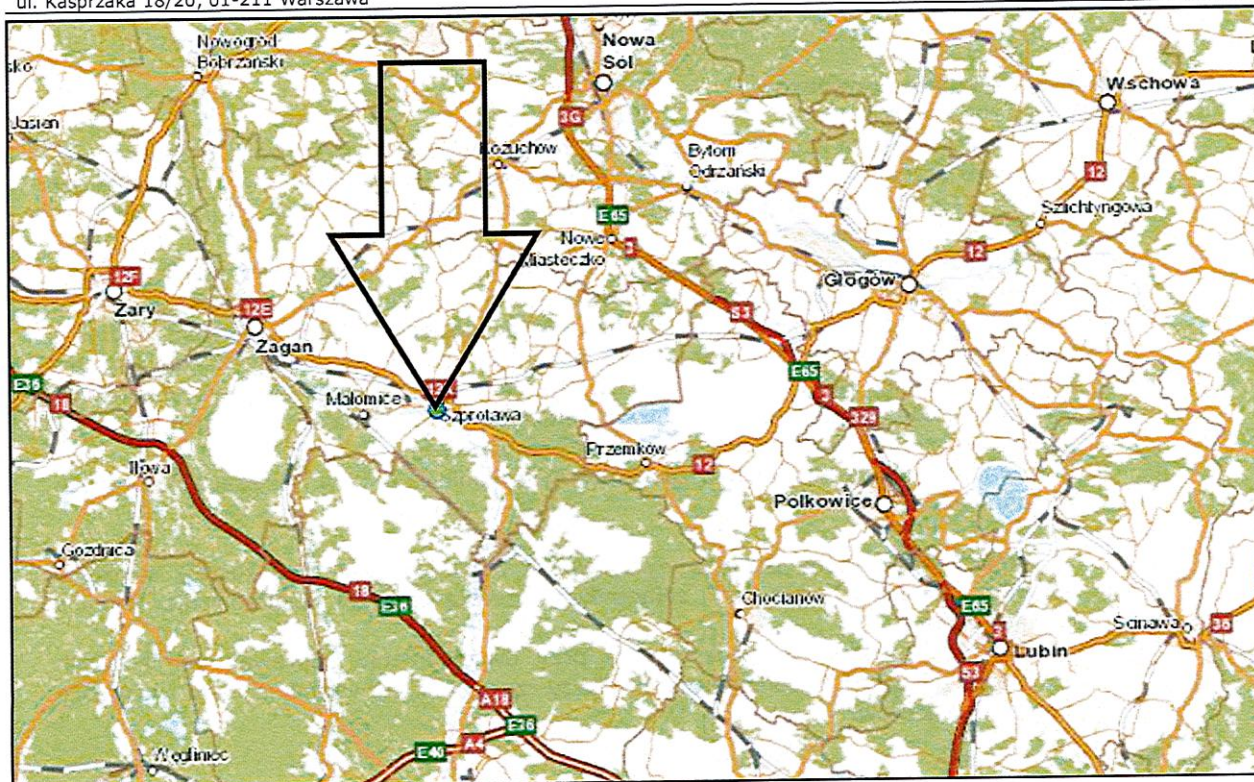 ul. Kasprzaka 18/20, 01-211 Warszawa
Nowogród
Bobrzański
Nowa
Sól
Wschowa
Jasień
3G
Kożuchów
Bytom
Odrzański
12
Szlichtyngowa
E65
Nowe
Miasteczko
3
12
12F
Żary
12E
Żagań
S3
Głogów
E36
18
Małomice
Szprotawa
E65
3
329
Iłowa
Przemków
12
Polkowice
Gozdnica
18
E36
Chocianów
E65
3
Lubin
Ścinawa
36
S3
A18
E36
E40
A4
Węgliniec